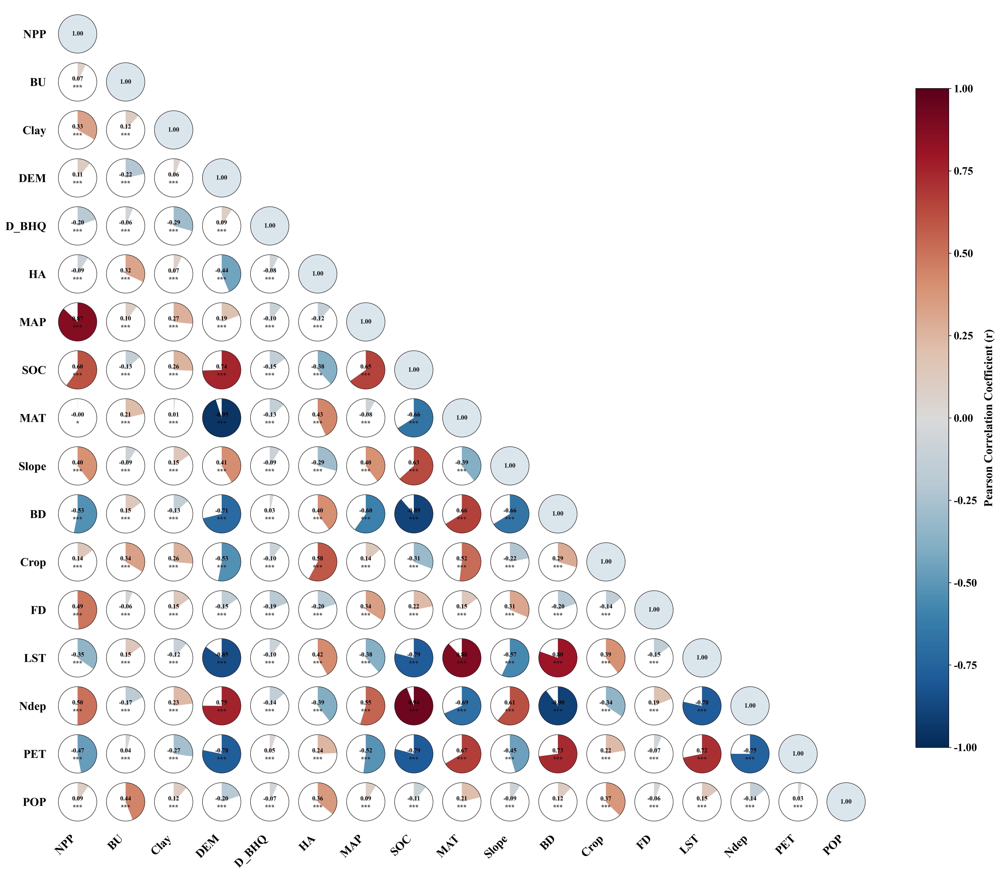 NPP 1.00
BU 0.07 1.00
***
1.00
Clay 0.33 0.12 1.00
*** ***
DEM 0.11 -0.22 0.06 1.00
*** *** ***
0.75
D_BHQ -0.20 -0.06 -0.29 0.09 1.00
*** *** *** ***
0.50
HA -0.09 0.32 0.07 -0.44 -0.08 1.00
*** *** *** *** ***
MAP 0.87 0.10 0.27 0.19 -0.10 -0.12 1.00
*** *** *** *** *** ***
0.25
SOC 0.60 -0.13 0.26 0.74 -0.15 -0.38 0.65 1.00
*** *** *** *** *** *** ***
MAT -0.00 0.21 0.01 -0.95 -0.13 0.43 -0.08 -0.66 1.00
* *** *** *** *** *** *** ***
0.00
Pearson Correlation Coefficient (r)
Slope 0.40 -0.09 0.15 0.41 -0.09 -0.29 0.40 0.63 -0.39 1.00
*** *** *** *** *** *** *** *** ***
-0.25
BD -0.53 0.15 -0.13 -0.71 0.03 0.40 -0.60 -0.89 0.66 -0.66 1.00
*** *** *** *** *** *** *** *** *** ***
Crop 0.14 0.34 0.26 -0.53 -0.10 0.58 0.14 -0.31 0.52 -0.22 0.29 1.00
*** *** *** *** *** *** *** *** *** *** ***
-0.50
FD 0.49 -0.06 0.15 -0.15 -0.19 -0.20 0.34 0.22 0.15 0.31 -0.20 -0.14 1.00
*** *** *** *** *** *** *** *** *** *** *** ***
LST -0.35 0.15 -0.12 -0.85 -0.10 0.42 -0.38 -0.79 0.88 -0.57 0.80 0.39 -0.15 1.00
*** *** *** *** *** *** *** *** *** *** *** *** ***
-0.75
Ndep 0.50 -0.17 0.23 0.75 -0.14 -0.39 0.55 0.94 -0.69 0.61 -0.90 -0.34 0.19 -0.78 1.00
*** *** *** *** *** *** *** *** *** *** *** *** *** ***
-1.00
PET -0.47 0.04 -0.27 -0.78 0.05 0.24 -0.52 -0.79 0.67 -0.45 0.73 0.22 -0.07 0.72 -0.75 1.00
*** *** *** *** *** *** *** *** *** *** *** *** *** *** ***
POP 0.09 0.44 0.12 -0.20 -0.07 0.36 0.09 -0.11 0.21 -0.09 0.12 0.37 -0.06 0.15 -0.14 0.03 1.00
*** *** *** *** *** *** *** *** *** *** *** *** *** *** *** ***
NPP BU Clay DEM D_BHQ HA MAP SOC MAT Slope BD Crop FD LST Ndep PET POP